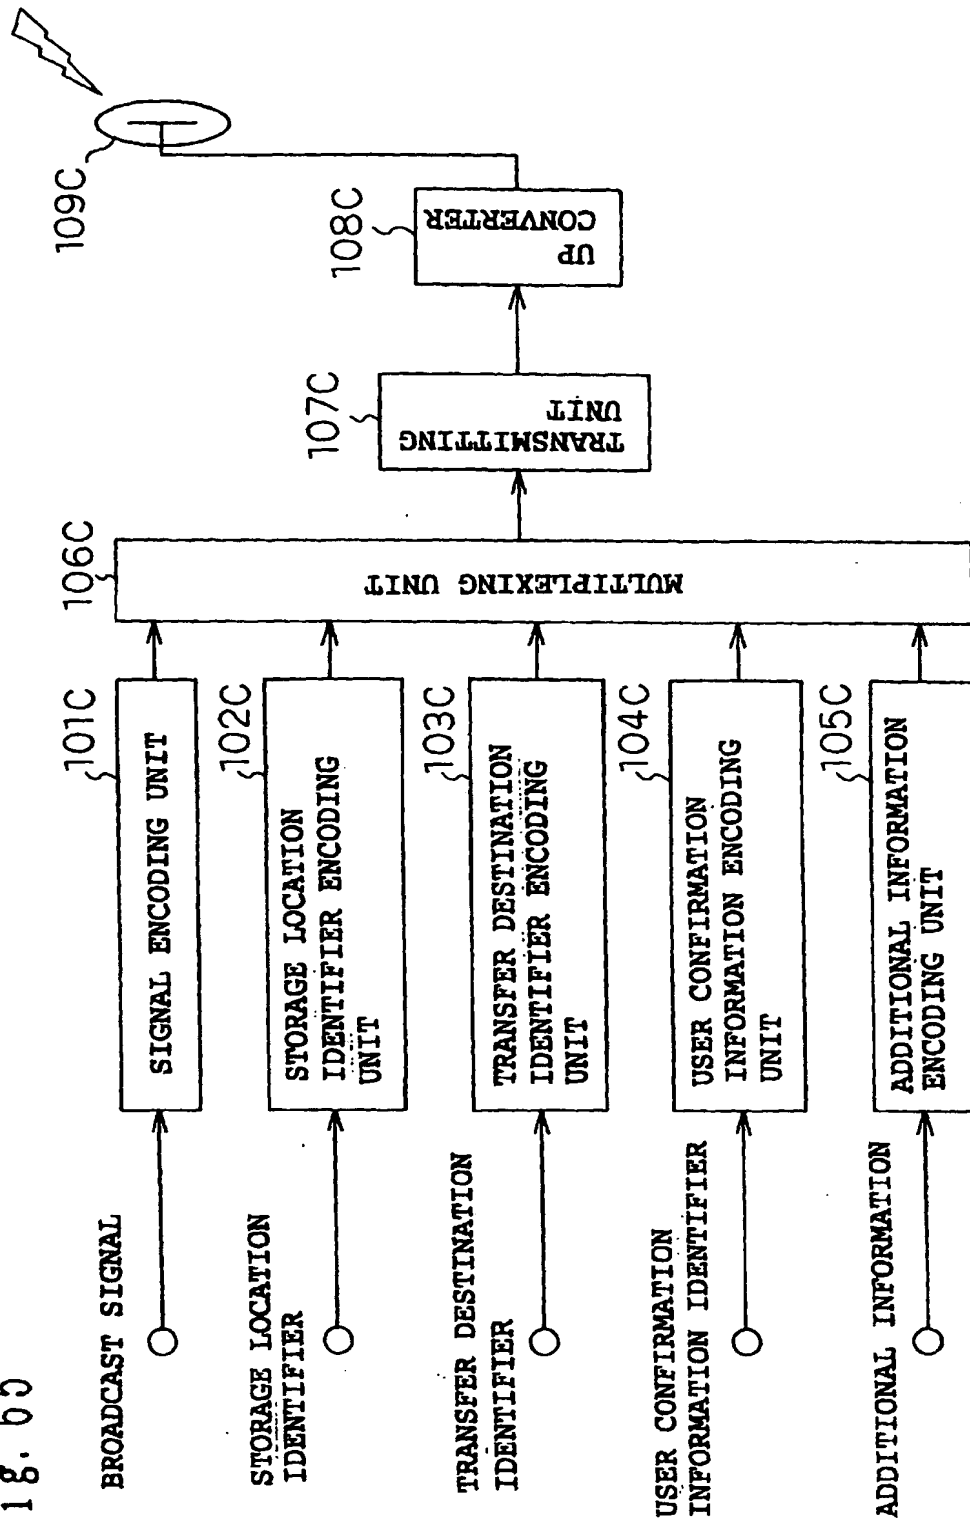 BROADCAST SIGNAL
101C
SIGNAL ENCODING UNIT
STORAGE LOCATION
IDENTIFIER
102C
STORAGE LOCATION
IDENTIFIER ENCODING
UNIT
TRANSFER DESTINATION
IDENTIFIER
103C
TRANSFER DESTINATION
IDENTIFIER ENCODING
UNIT
USER CONFIRMATION
INFORMATION IDENTIFIER
104C
USER CONFIRMATION
INFORMATION ENCODING
UNIT
ADDITIONAL INFORMATION
105C
ADDITIONAL INFORMATION
ENCODING UNIT
106C
MULTIPLEXING UNIT
107C
TRANSMITTING
UNIT
108C
UP
CONVERTER
109C